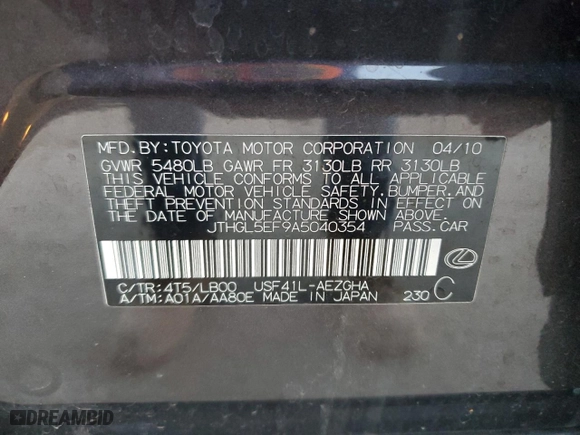 MFD.BY:TOYOTA MOTOR CORPORATION 04/10
GVWR 5480LB GAWR FR 3130LB RR 3130LB
THIS VEHICLE CONFORMS TO ALL APPLICABLE
FEDERAL MOTOR VEHICLE SAFETY,BUMPER,AND
THEFT PREVENTION STANDARDS IN EFFECT ON
THE DATE OF MANUFACTURE SHOWN ABOVE.
JTHGL5EF9A5040354 PASS.CAR
C/TR:4T5/LB00 USF41L-AEZGHA
A/TM:A01A/AA80E MADE IN JAPAN 230 C
DREAMBID